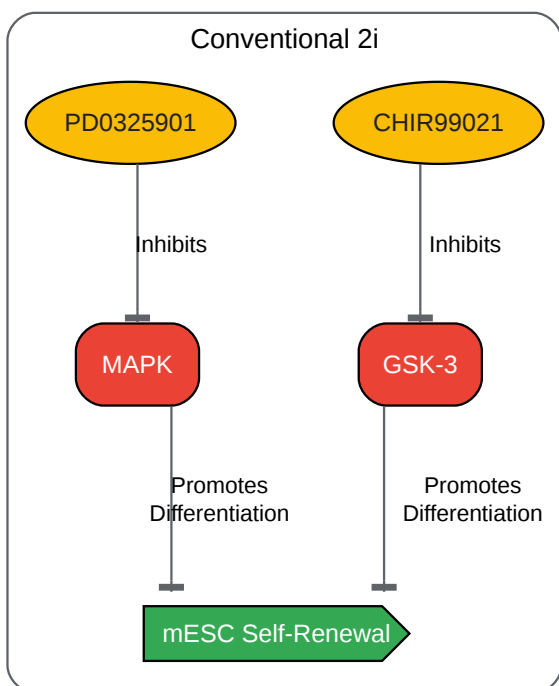 Conventional 2i
PD0325901
CHIR99021
Inhibits
Inhibits
MAPK
GSK-3
Promotes
Differentiation
Promotes
Differentiation
mESC Self-Renewal